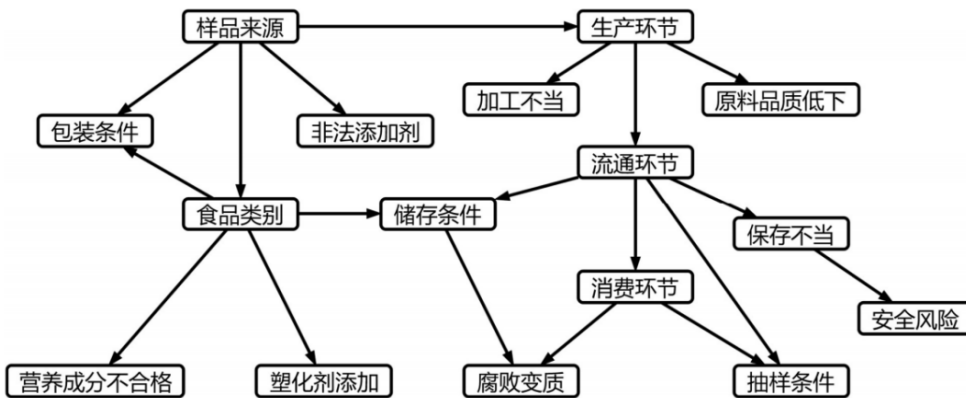 样品来源
生产环节
加工不当
原料品质低下
包装条件
非法添加剂
流通环节
食品类别
储存条件
保存不当
消费环节
安全风险
营养成分不合格
塑化剂添加
腐败变质
抽样条件